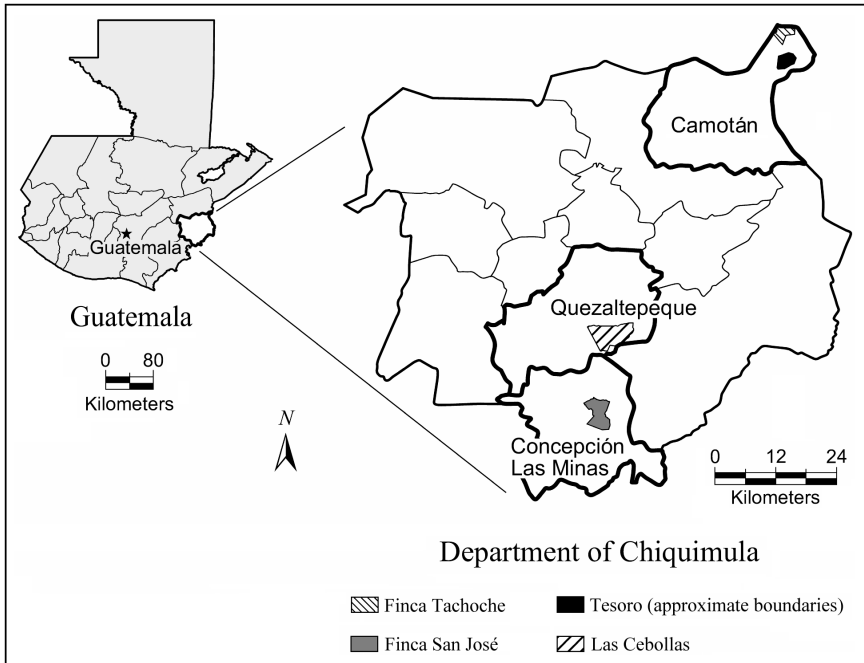 Guatemala
Guatemala
0 80
Kilometers
N
Camotán
Quezaltepeque
Concepción
Las Minas
0 12 24
Kilometers
Department of Chiquimula
Finca Tachoche
Tesoro (approximate boundaries)
Finca San José
Las Cebollas